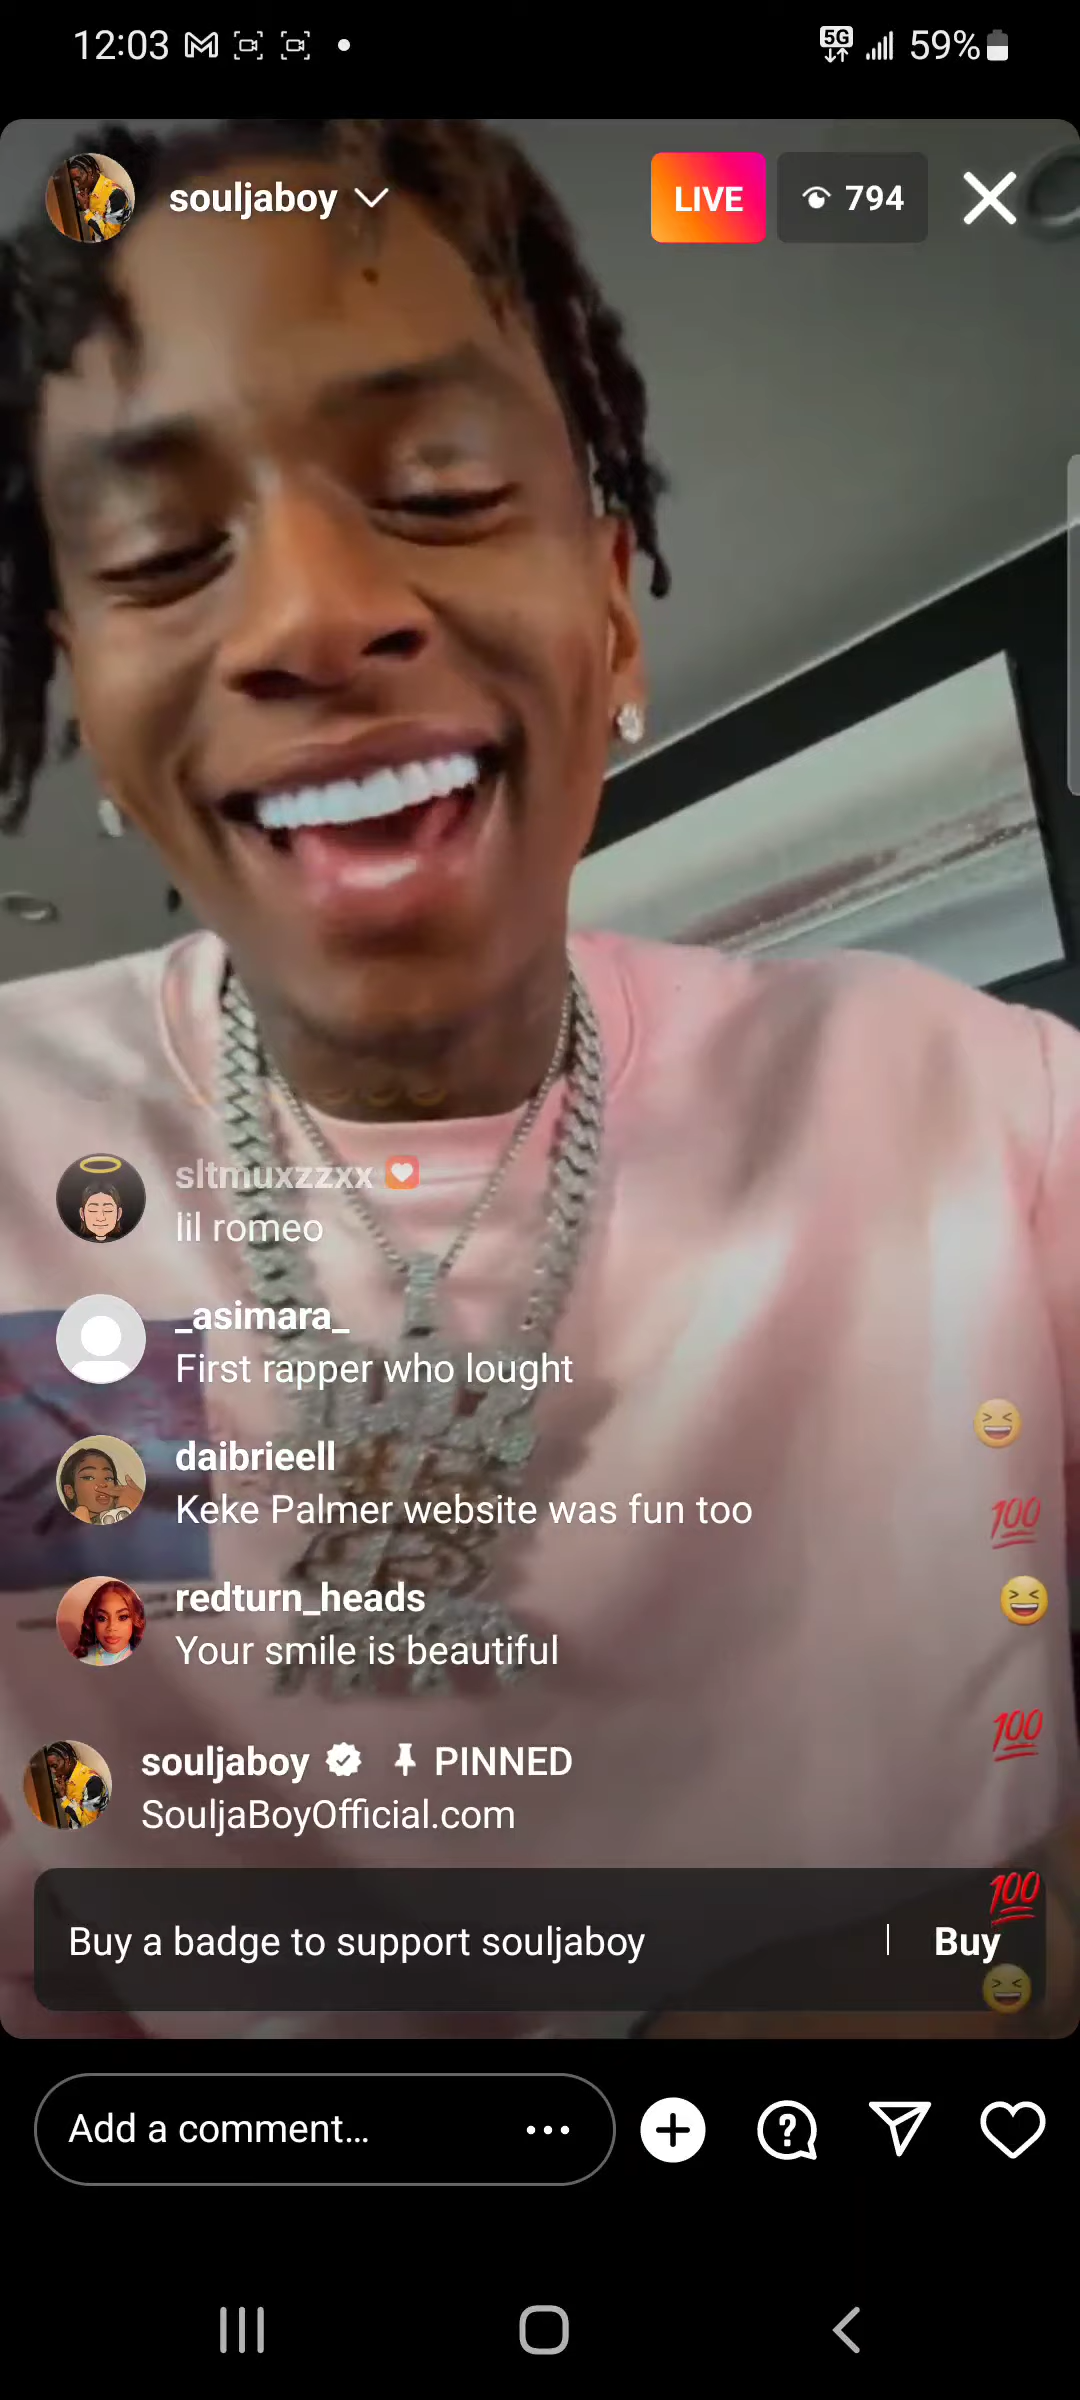 12:03 5G 59%
souljaboy LIVE 794
sltmuxzzxx
lil romeo
_asimara_
First rapper who lought
daibrieell
Keke Palmer website was fun too
💯
redturn_heads
Your smile is beautiful
💯
souljaboy PINNED
SouljaBoyOfficial.com
💯
Buy a badge to support souljaboy | Buy
Add a comment...